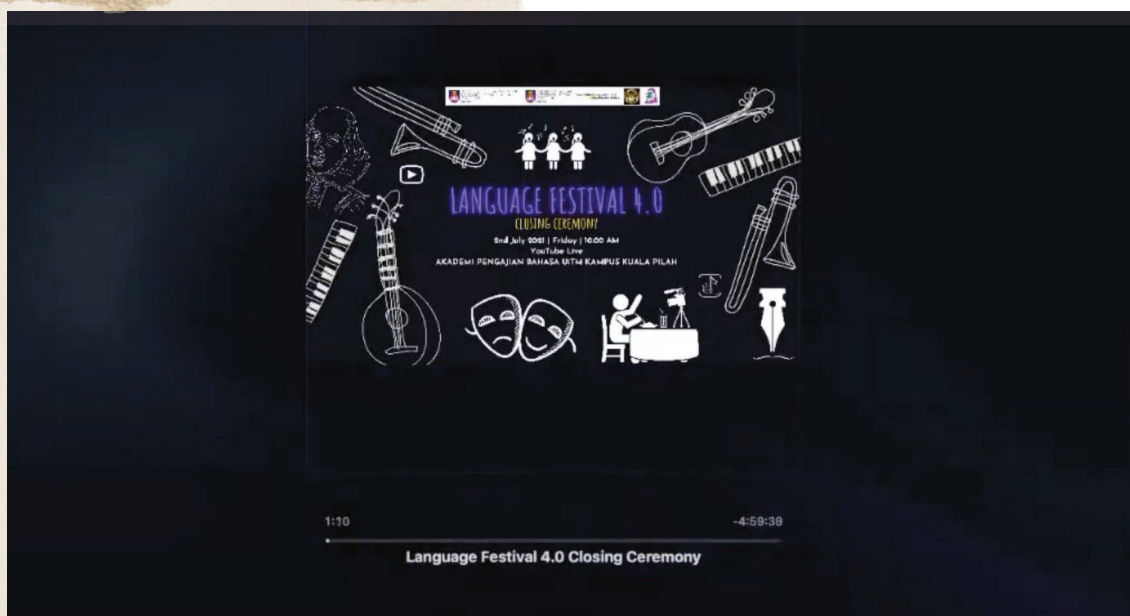 LANGUAGE FESTIVAL 4.0
CLOSING CEREMONY
2nd July 2021 | Friday | 10:00 AM
YouTube Live
AKADEMI PENGAJIAN BAHASA UITM KAMPUS KUALA PILAH
1:10
-4:59:38
Language Festival 4.0 Closing Ceremony